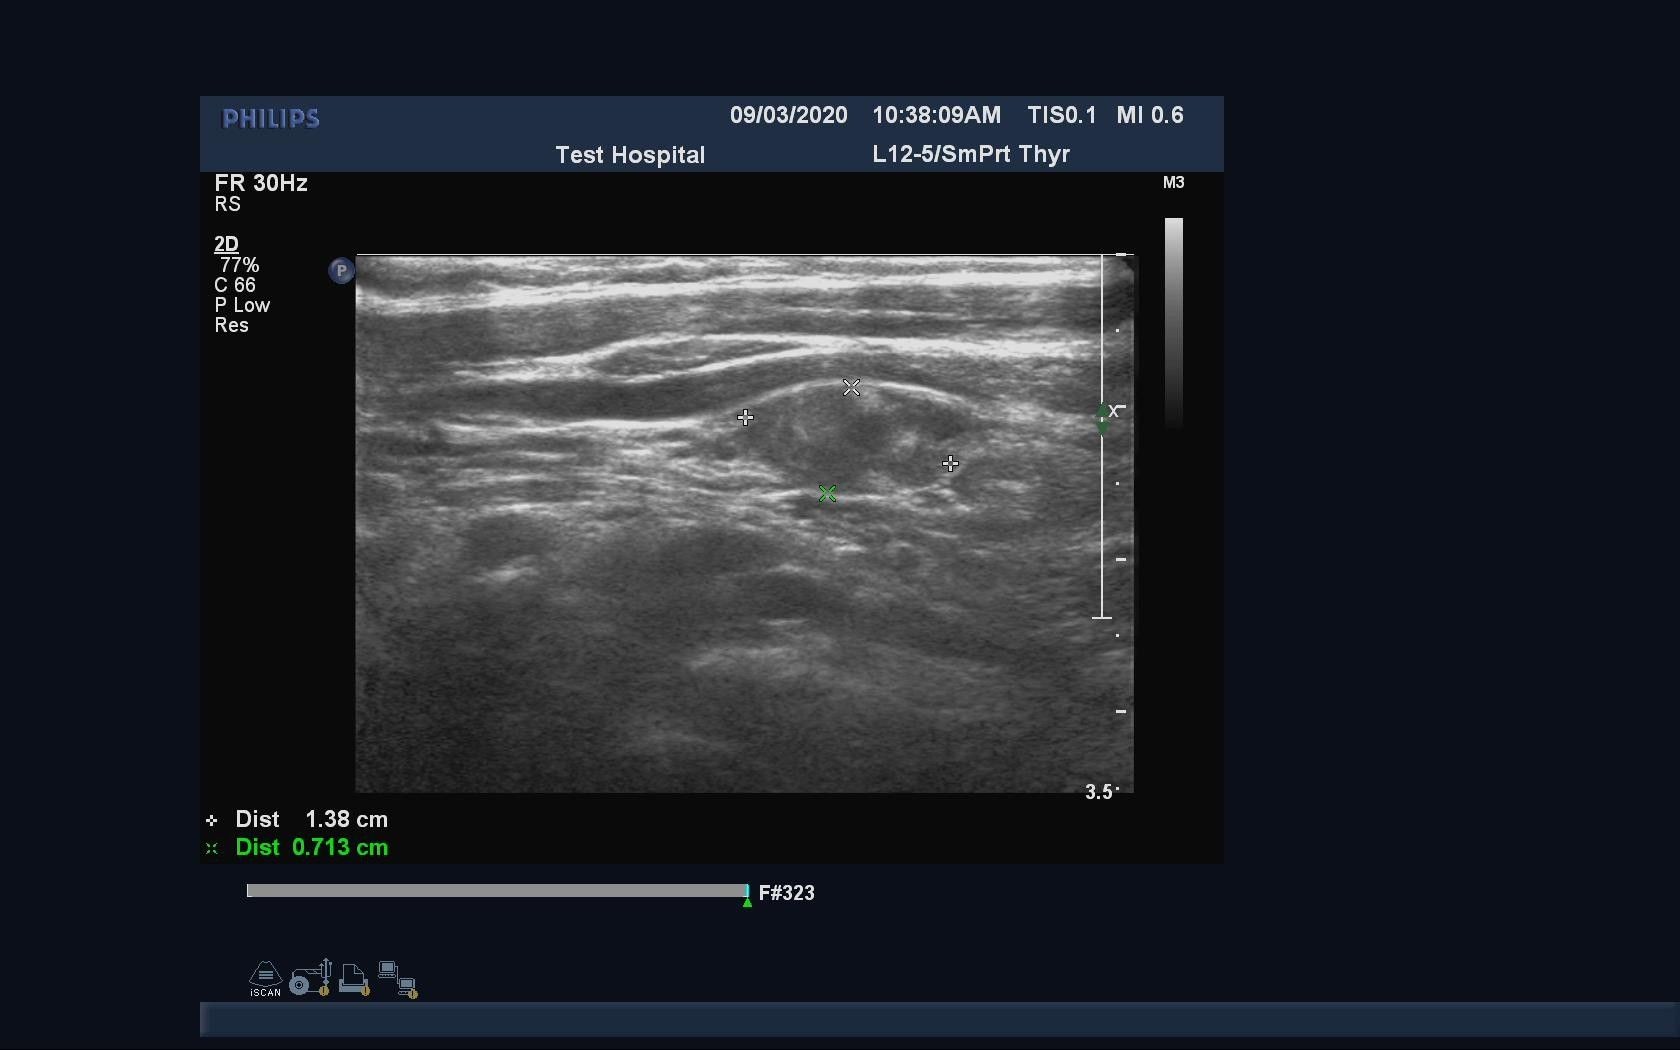 PHILIPS
09/03/2020 10:38:09AM TIS0.1 MI 0.6
Test Hospital L12-5/SmPrt Thyr
FR 30Hz
RS
M3
2D
77%
C 66
P Low
Res
P
X
3.5
Dist 1.38 cm
Dist 0.713 cm
F#323
iSCAN